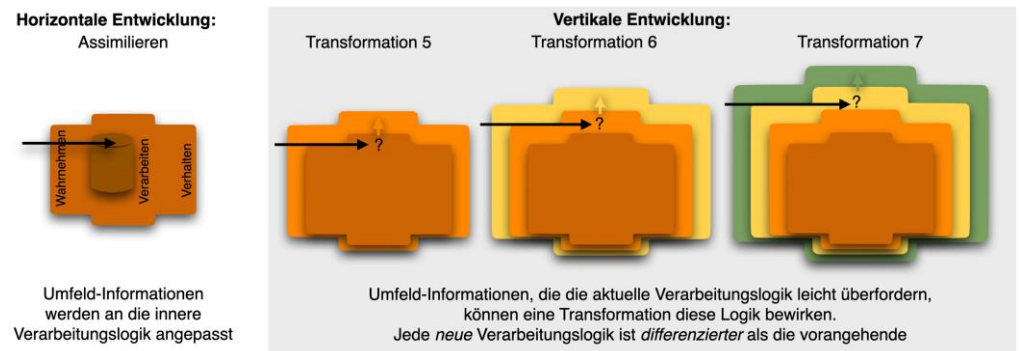 Horizontale Entwicklung:
Assimilieren
Wahrnehmen
Verarbeiten
Verhalten
Umfeld-Informationen
werden an die innere
Verarbeitungslogik angepasst
Vertikale Entwicklung:
Transformation 5
Transformation 6
Transformation 7
?
?
?
Umfeld-Informationen, die die aktuelle Verarbeitungslogik leicht überfordern,
können eine Transformation diese Logik bewirken.
Jede neue Verarbeitungslogik ist differenzierter als die vorangehende